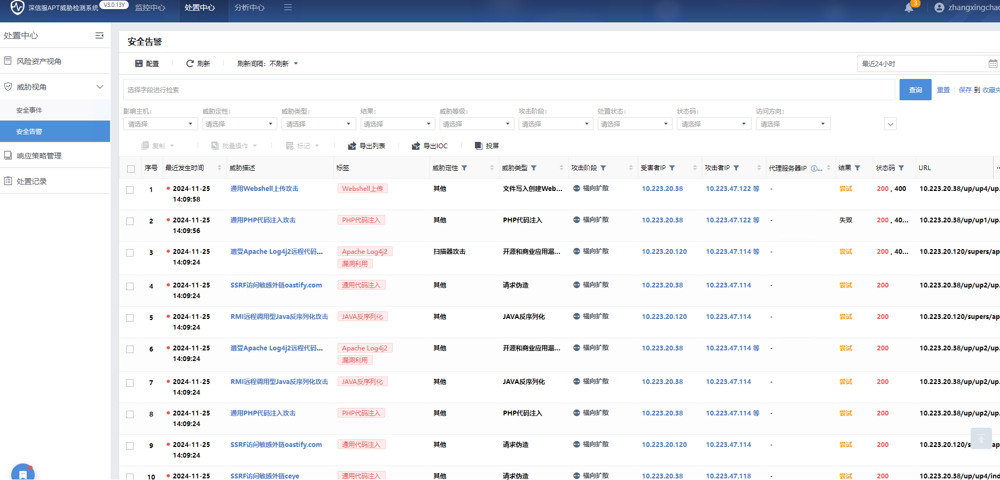 深信服APT威胁检测系统 V3.0.13Y 监控中心 处置中心 分析中心 3 zhangxingchao
处置中心
风险资产视角
威胁视角
安全事件
安全告警
响应策略管理
处置记录
安全告警
配置 刷新 刷新间隔: 不刷新 最近24小时
选择字段进行检索 查询 重置 保存 到 收藏夹
影响主机: 威胁定性: 威胁类型: 结果: 威胁等级: 攻击阶段: 处置状态: 状态码: 访问方向:
请选择 请选择 请选择 请选择 请选择 请选择 请选择 请选择 请选择
复制 批量操作 标记 导出列表 导出IOC 投屏
序号 最近发生时间 威胁描述 标签 威胁定性 威胁类型 攻击阶段 受害者IP 攻击者IP 代理服务器IP ... 结果 状态码 URL
1 2024-11-25 通用Webshell上传攻击 Webshell上传 其他 文件写入创建Web... 横向扩散 10.223.20.38 10.223.47.122 等 - 尝试 200 , 400 10.223.20.38/up/up4/up.
14:09:58
2 2024-11-25 通用PHP代码注入攻击 PHP代码注入 其他 PHP代码注入 横向扩散 10.223.20.38 10.223.47.122 等 - 失败 200 , 40... 10.223.20.38/up/up1/up.
14:09:56
3 2024-11-25 遭受Apache Log4j2远程代码... Apache Log4j2 扫描器攻击 开源和商业应用漏... 横向扩散 10.223.20.120 10.223.47.114 等 - 尝试 200 , 40... 10.223.20.120/supers/ap
14:09:24 漏洞利用
4 2024-11-25 SSRF访问敏感外链oastify.com 通用代码注入 其他 请求伪造 横向扩散 10.223.20.38 10.223.47.114 - 尝试 200 10.223.20.38/up/up2/up.
14:09:24
5 2024-11-25 RMI远程调用型Java反序列化攻击 JAVA反序列化 其他 JAVA反序列化 横向扩散 10.223.20.120 10.223.47.114 - 尝试 200 10.223.20.120/supers/ap
14:09:24
6 2024-11-25 遭受Apache Log4j2远程代码... Apache Log4j2 其他 开源和商业应用漏... 横向扩散 10.223.20.38 10.223.47.114 等 - 尝试 200 10.223.20.38/up/up2/up.
14:09:24 漏洞利用
7 2024-11-25 RMI远程调用型Java反序列化攻击 JAVA反序列化 其他 JAVA反序列化 横向扩散 10.223.20.38 10.223.47.114 - 尝试 200 10.223.20.38/up/up2/up.
14:09:24
8 2024-11-25 通用PHP代码注入攻击 PHP代码注入 其他 PHP代码注入 横向扩散 10.223.20.38 10.223.47.114 等 - 尝试 200 10.223.20.38/up/up2/up.
14:09:24
9 2024-11-25 SSRF访问敏感外链oastify.com 通用代码注入 其他 请求伪造 横向扩散 10.223.20.120 10.223.47.114 - 尝试 200 10.223.20.120/s ap
14:09:24
10 2024-11-25 SSRF访问敏感外链ceye 通用代码注入 其他 请求伪造 横向扩散 10.223.20.38 10.223.47.118 - 尝试 200 10.223.20.38/up/up4/ind